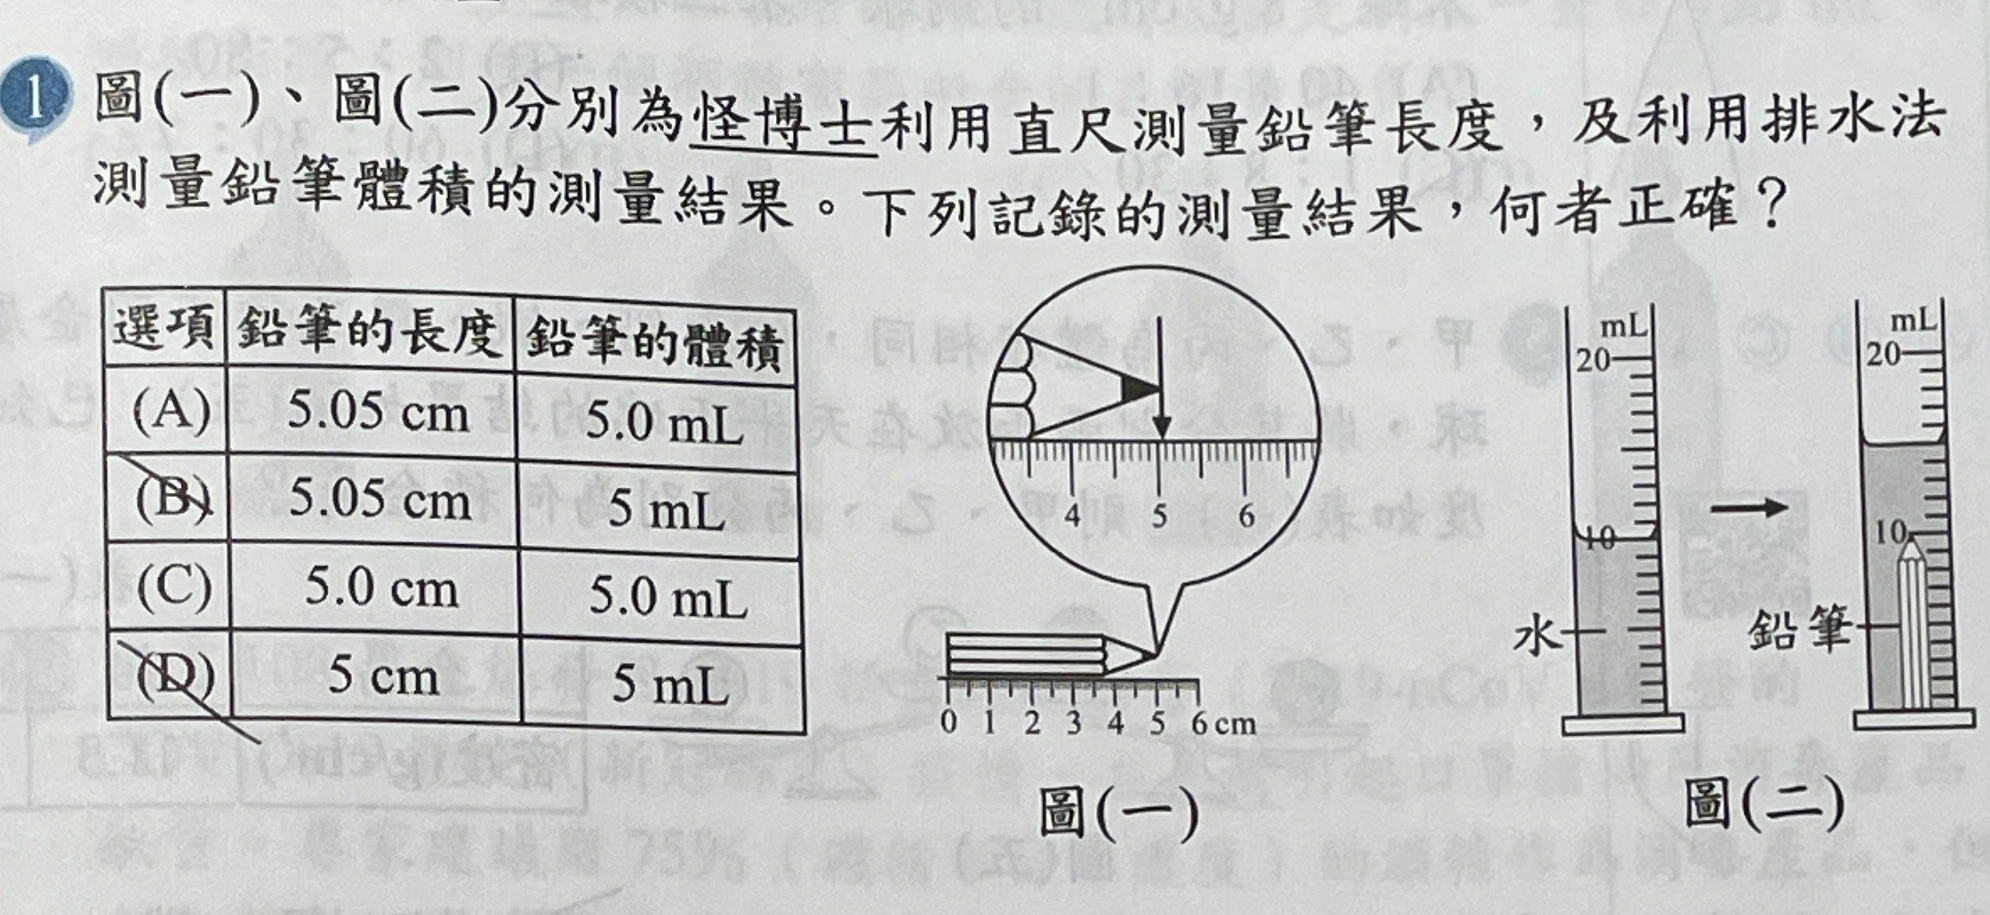 1 圖(一)、圖(二)分別為怪博士利用直尺測量鉛筆長度，及利用排水法
測量鉛筆體積的測量結果。下列記錄的測量結果，何者正確？
選項 鉛筆的長度 鉛筆的體積
(A) 5.05 cm 5.0 mL
(B) 5.05 cm 5 mL
(C) 5.0 cm 5.0 mL
(D) 5 cm 5 mL
4 5 6
0 1 2 3 4 5 6 cm
圖(一)
mL
20
10
水
mL
20
10
鉛筆
圖(二)